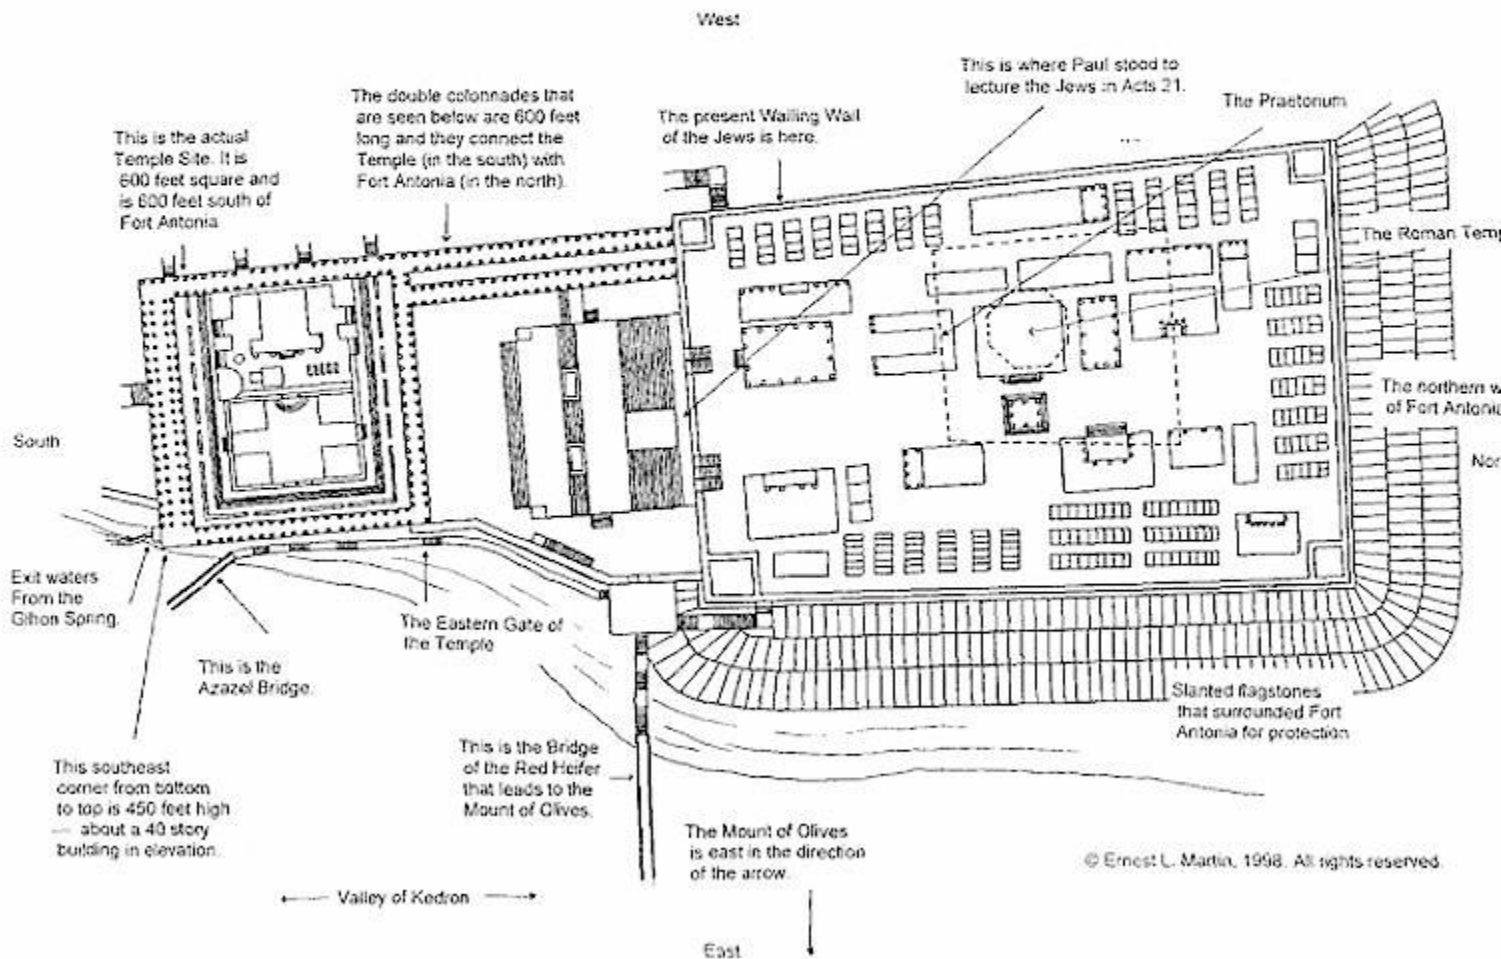 West
This is where Paul stood to
lecture the Jews in Acts 21.
The Praetorium
The double colonnades that
are seen below are 600 feet
long and they connect the
Temple (in the south) with
Fort Antonia (in the north).
The present Wailing Wall
of the Jews is here.
This is the actual
Temple Site. It is
600 feet square and
is 600 feet south of
Fort Antonia
The Roman Temp
The northern w
of Fort Antonia
South
Nor
Exit waters
From the
Gihon Spring.
The Eastern Gate of
the Temple
This is the
Azazel Bridge.
Slanted flagstones
that surrounded Fort
Antonia for protection
This is the Bridge
of the Red Heifer
that leads to the
Mount of Olives.
This southeast
corner from bottom
to top is 450 feet high
— about a 40 story
building in elevation.
The Mount of Olives
is east in the direction
of the arrow.
© Ernest L. Martin, 1998. All rights reserved.
Valley of Kedron
East